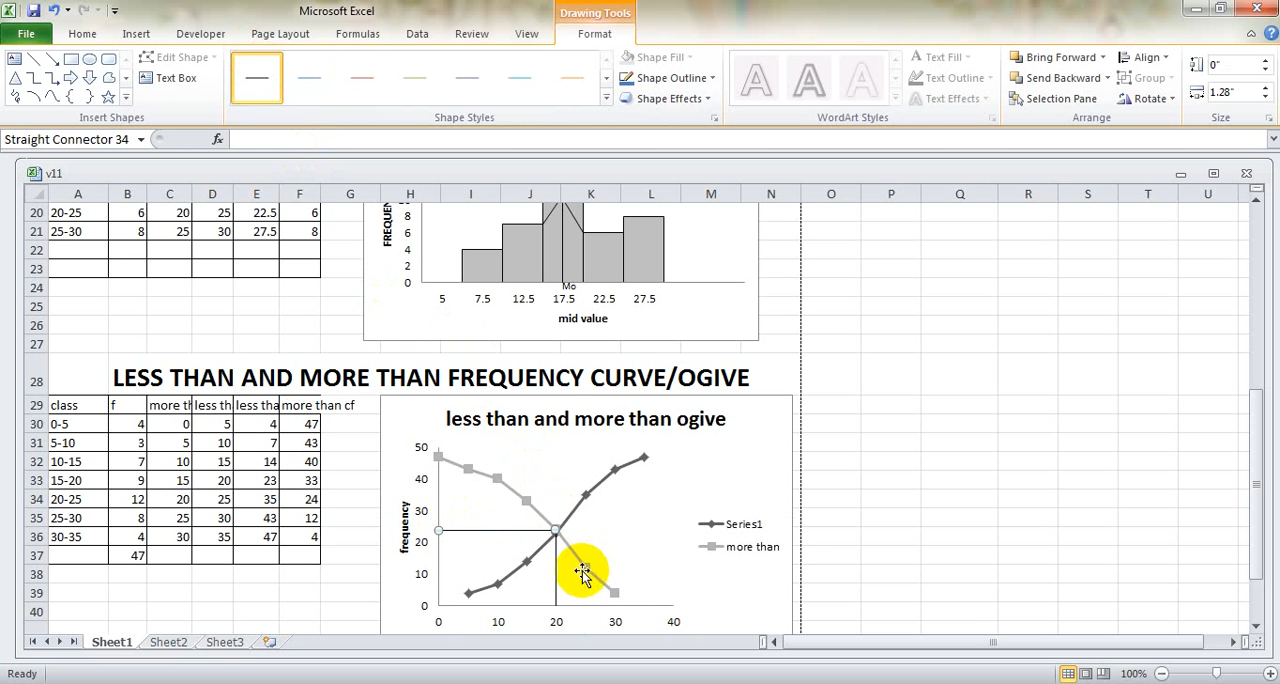 Microsoft Excel
Drawing Tools
File Home Insert Page Layout Formulas Data Review View Developer Format
Edit Shape
Text Box
Insert Shapes
Shape Fill
Shape Outline
Shape Effects
Shape Styles
A A A
Text Fill
Text Outline
Text Effects
WordArt Styles
Bring Forward
Send Backward
Selection Pane
Align
Group
Rotate
Arrange
0"
1.28"
Size
Straight Connector 34 fx
v11
A B C D E F G H I J K L M N O P Q R S T U
20 20-25 6 20 25 22.5 6
21 25-30 8 25 30 27.5 8
22
23
24
25
26
27
FREQUEN
8
6
4
2
0
Mo
5 7.5 12.5 17.5 22.5 27.5
mid value
28 LESS THAN AND MORE THAN FREQUENCY CURVE/OGIVE
29 class f more th less th less tha more than cf
30 0-5 4 0 5 4 47
31 5-10 3 5 10 7 43
32 10-15 7 10 15 14 40
33 15-20 9 15 20 23 33
34 20-25 12 20 25 35 24
35 25-30 8 25 30 43 12
36 30-35 4 30 35 47 4
37 47
38
39
40
less than and more than ogive
frequency
50
40
30
20
10
0
0 10 20 30 40
Series1
more than
Sheet1 Sheet2 Sheet3
Ready 100%